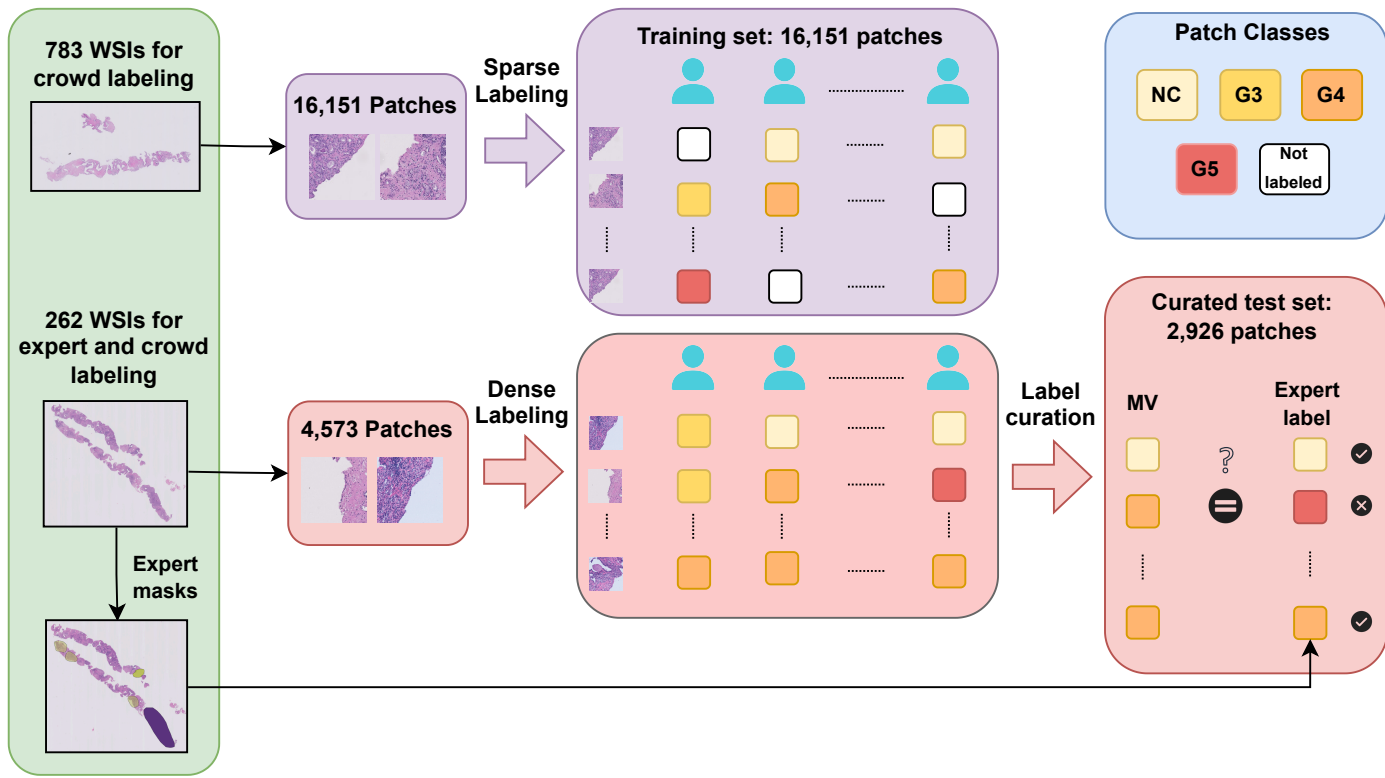 783 WSIs for
crowd labeling
16,151 Patches
Sparse
Labeling
Training set: 16,151 patches
Patch Classes
NC
G3
G4
G5
Not
labeled
262 WSIs for
expert and crowd
labeling
4,573 Patches
Dense
Labeling
Label
curation
Curated test set:
2,926 patches
MV
Expert
label
?
Expert
masks